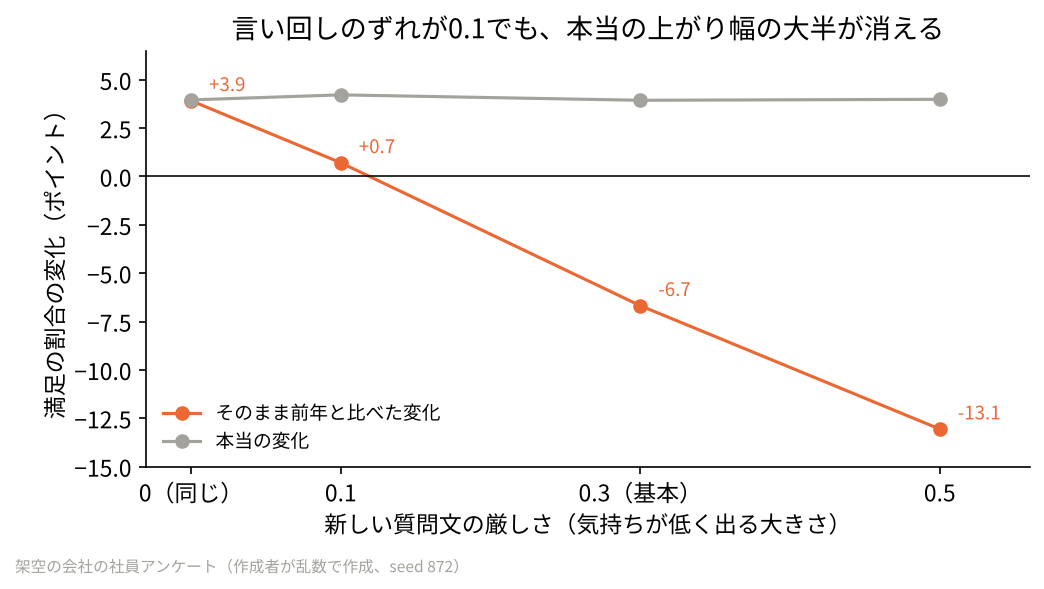 言い回しのずれが0.1でも、本当の上がり幅の大半が消える
満足の割合の変化（ポイント）
5.0
2.5
0.0
−2.5
−5.0
−7.5
−10.0
−12.5
−15.0
+3.9
+0.7
-6.7
-13.1
そのまま前年と比べた変化
本当の変化
0（同じ）
0.1
0.3（基本）
0.5
新しい質問文の厳しさ（気持ちが低く出る大きさ）
架空の会社の社員アンケート（作成者が乱数で作成、seed 872）